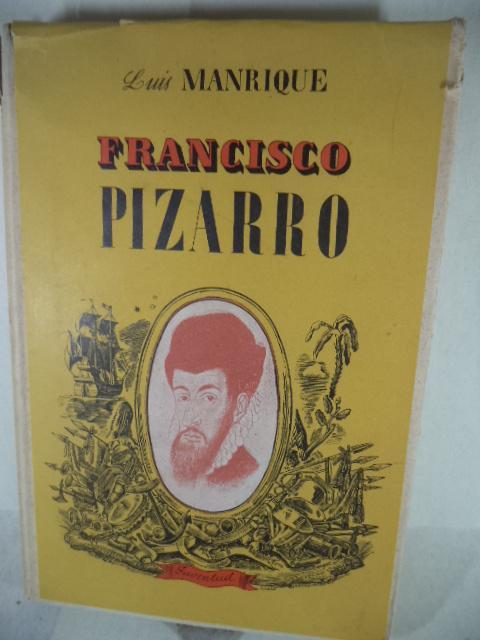 Luis MANRIQUE
FRANCISCO
PIZARRO
Juventud